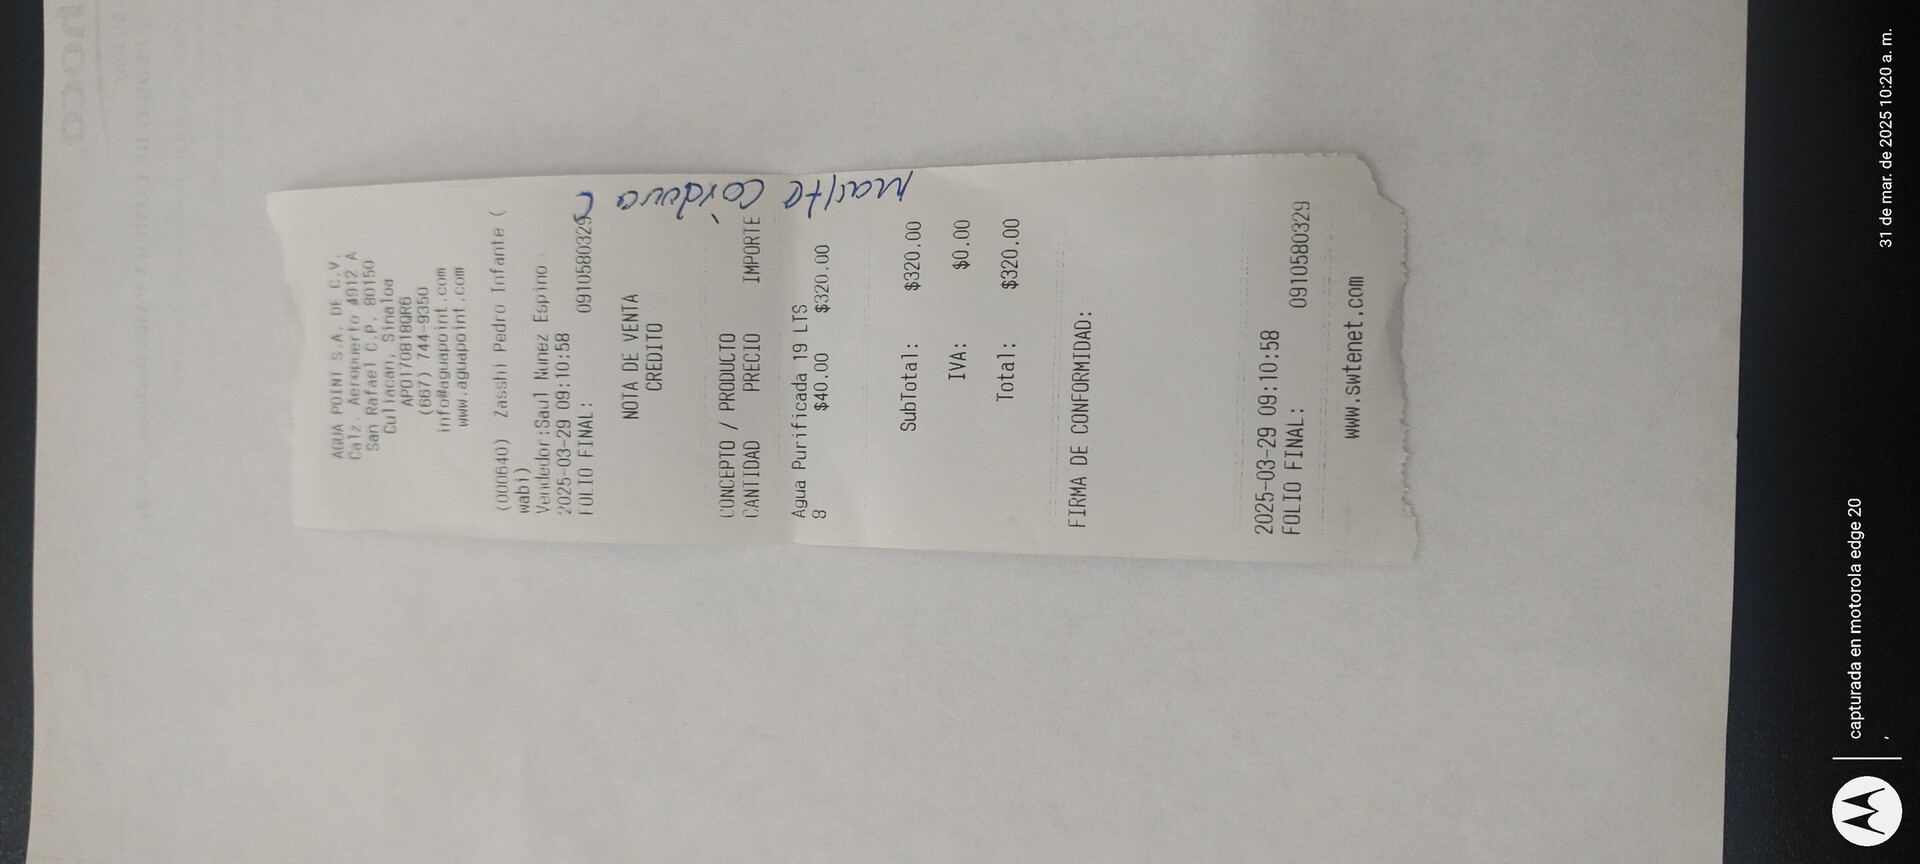 AGUA POINT S.A. DE C.V.
Calz. Aeropuerto 4912 A
San Rafael C.P. 80150
Culiacan, Sinaloa
APO170818QR6
(667) 744-9350
info@aguapoint.com
www.aguapoint.com
(000640) Zasshi Pedro Infante (
wabi)
Vendedor:Saul Nunez Espino
2025-03-29 09:10:58
FOLIO FINAL: 0910580329
NOTA DE VENTA
CREDITO
CONCEPTO / PRODUCTO
CANTIDAD PRECIO IMPORTE
Agua Purificada 19 LTS
8 $40.00 $320.00
SubTotal: $320.00
IVA: $0.00
Total: $320.00
FIRMA DE CONFORMIDAD:
2025-03-29 09:10:58
FOLIO FINAL: 0910580329
www.swtenet.com
Cordova
capturada en motorola edge 20
,
31 de mar. de 2025 10:20 a. m.